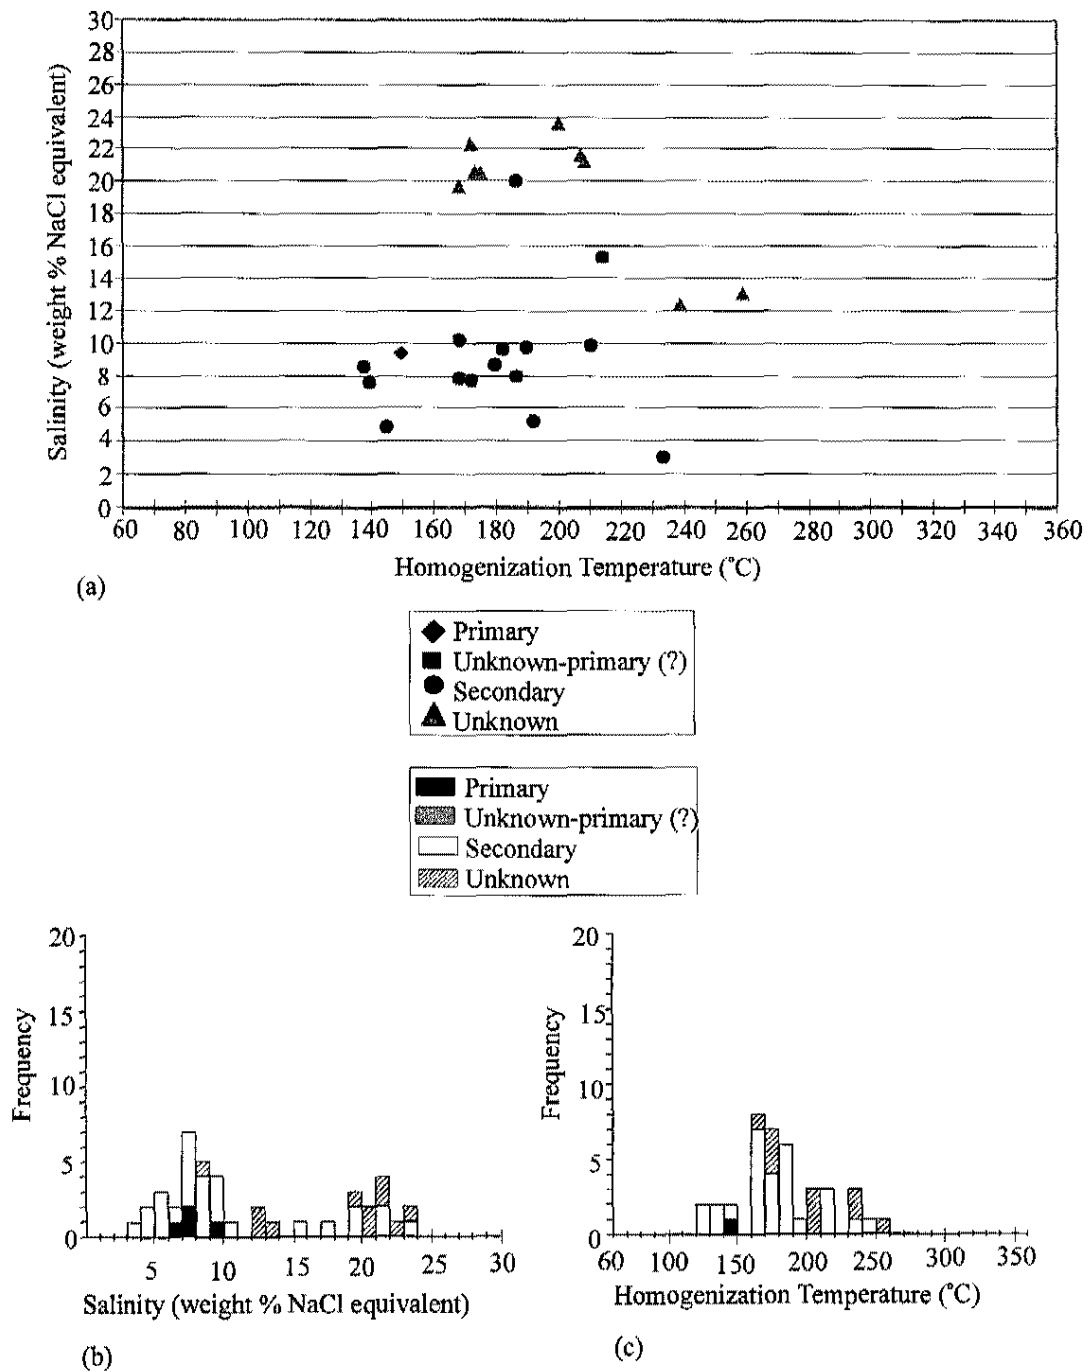 30
28
26
24
22
20
18
16
14
12
10
8
6
4
2
0
Salinity (weight % NaCl equivalent)
60 80 100 120 140 160 180 200 220 240 260 280 300 320 340 360
Homogenization Temperature (°C)
(a)
Primary
Unknown-primary (?)
Secondary
Unknown
Primary
Unknown-primary (?)
Secondary
Unknown
20
15
10
5
0
Frequency
5 10 15 20 25 30
Salinity (weight % NaCl equivalent)
(b)
20
15
10
5
0
Frequency
60 100 150 200 250 300 350
Homogenization Temperature (°C)
(c)